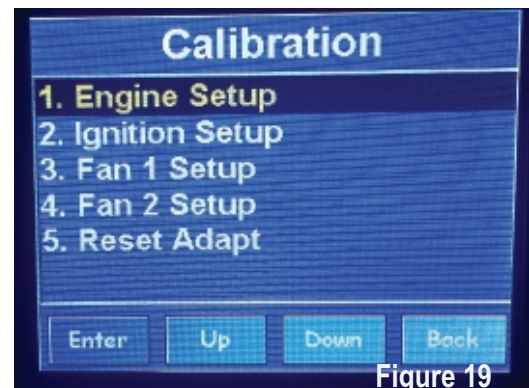 Calibration
1. Engine Setup
2. Ignition Setup
3. Fan 1 Setup
4. Fan 2 Setup
5. Reset Adapt
Enter Up Down Back
Figure 19